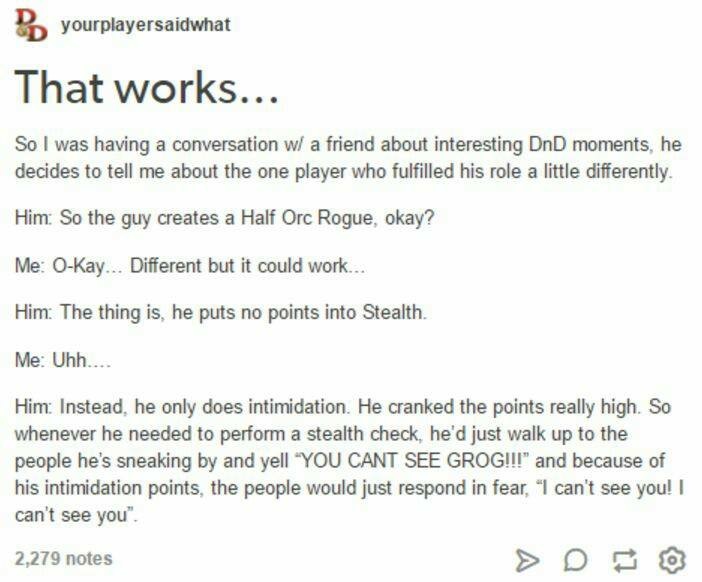 D&D
yourplayersaidwhat
That works...
So I was having a conversation w/ a friend about interesting DnD moments, he
decides to tell me about the one player who fulfilled his role a little differently.
Him: So the guy creates a Half Orc Rogue, okay?
Me: O-Kay... Different but it could work...
Him: The thing is, he puts no points into Stealth.
Me: Uhh....
Him: Instead, he only does intimidation. He cranked the points really high. So
whenever he needed to perform a stealth check, he'd just walk up to the
people he's sneaking by and yell “YOU CANT SEE GROG!!!” and because of
his intimidation points, the people would just respond in fear, “I can't see you! I
can't see you”.
2,279 notes